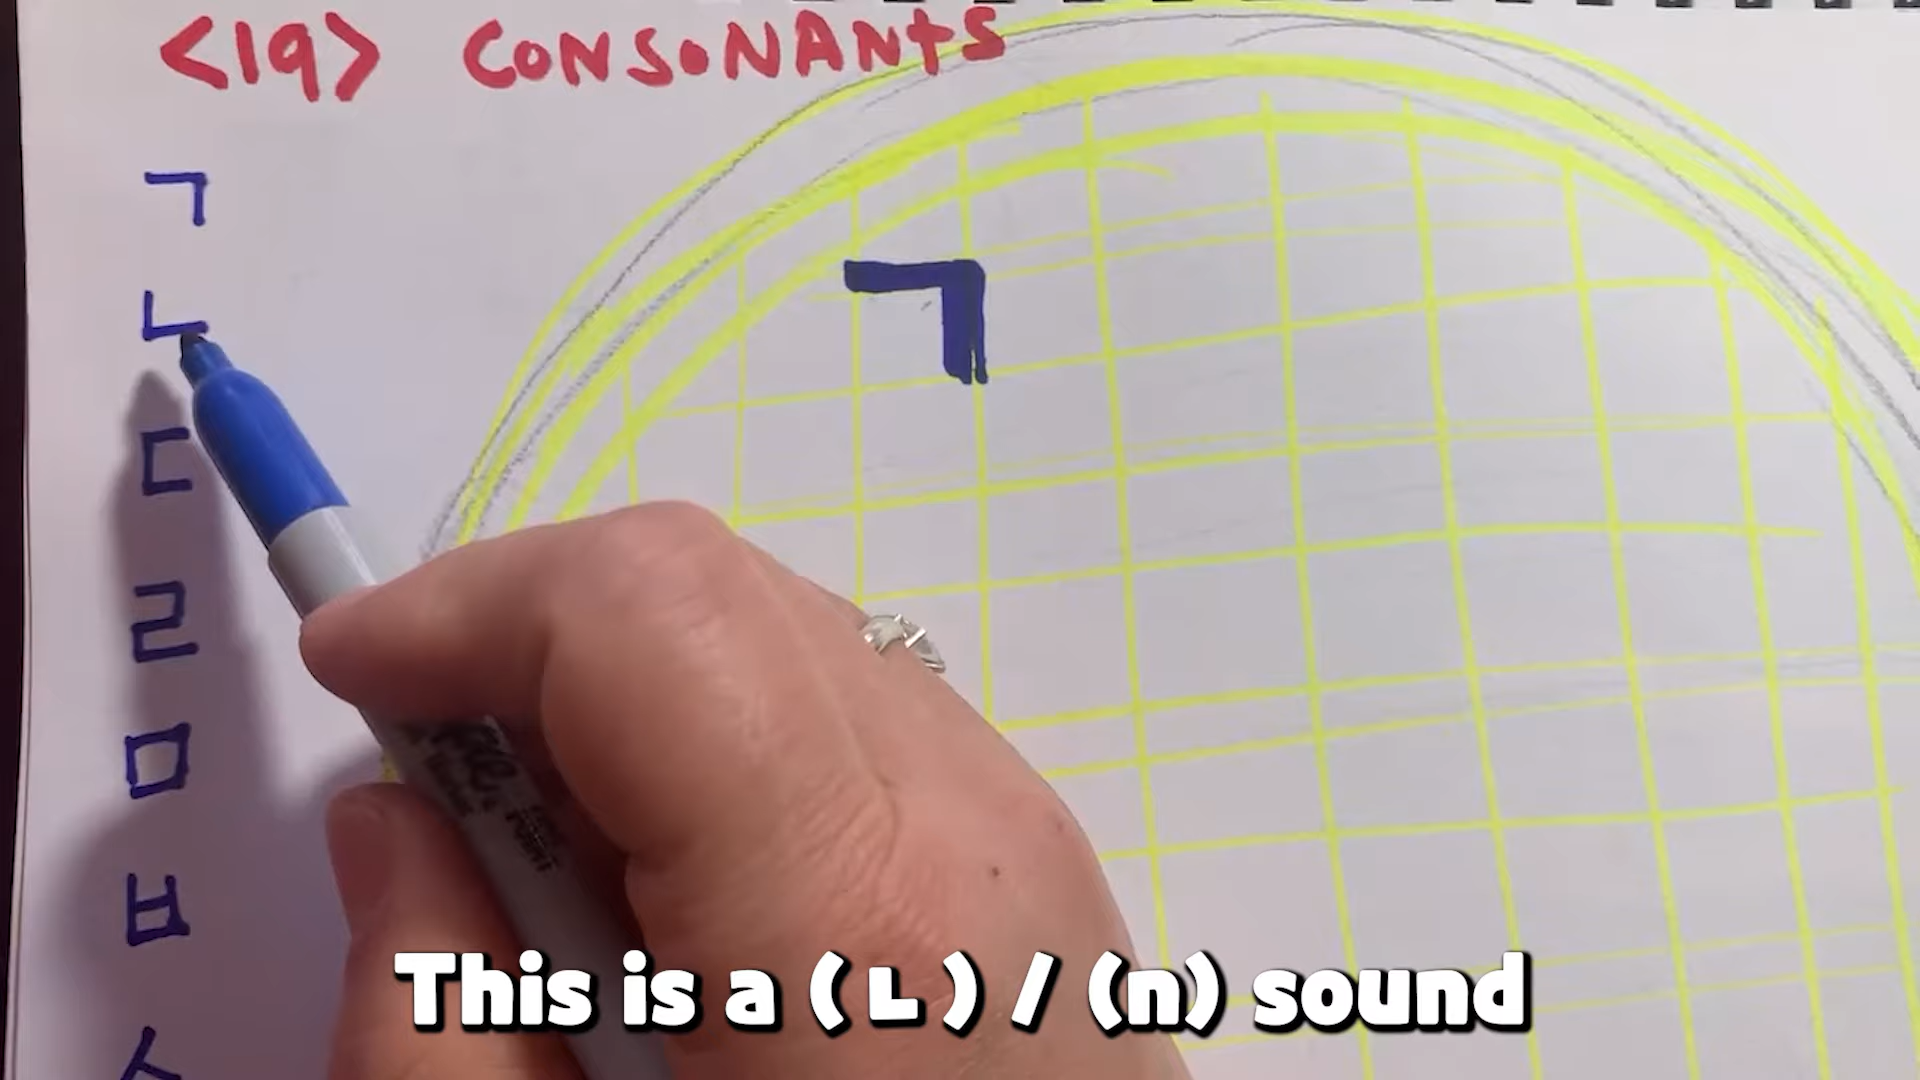 <19> CONSONANTS
ㄱ
ㄴ
ㄷ
ㄹ
ㅁ
ㅂ
ㅅ
ㄱ
This is a (ㄴ) / (n) sound